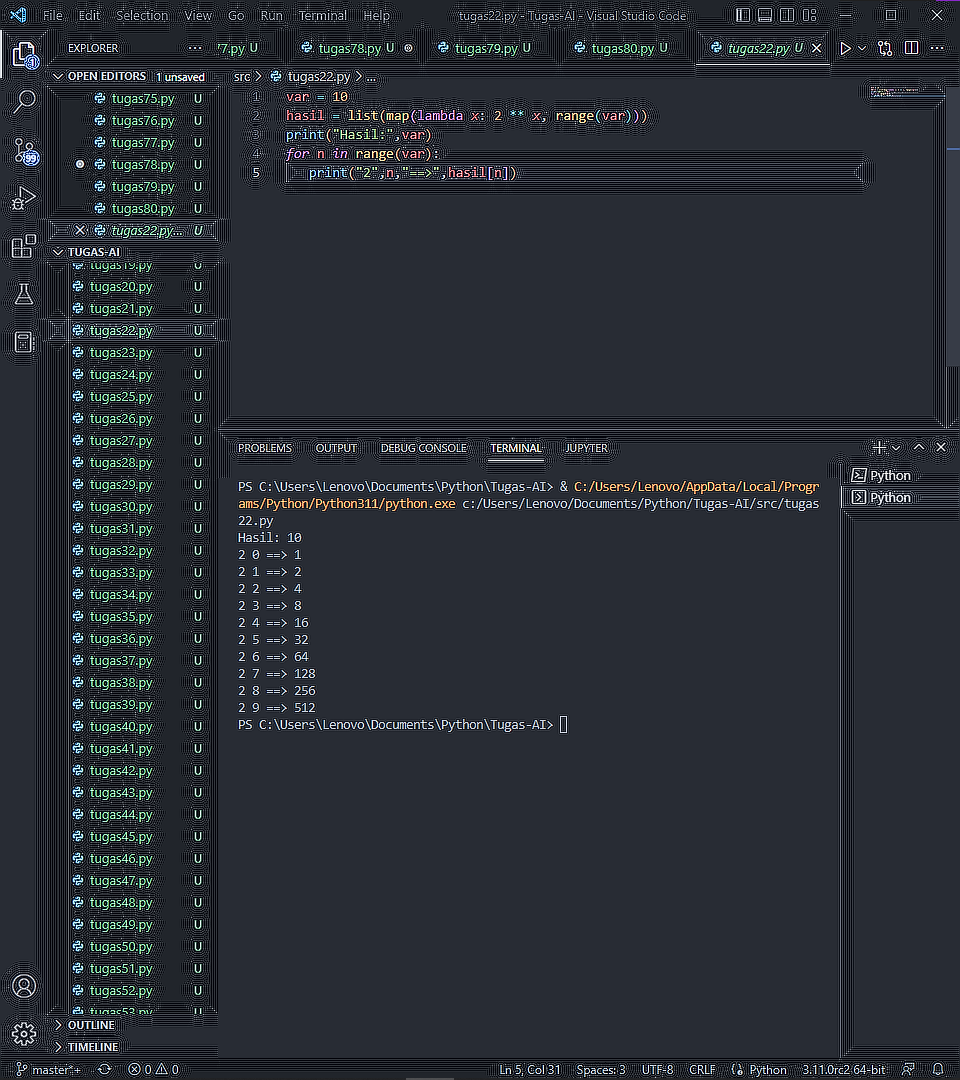 File Edit Selection View Go Run Terminal Help tugas22.py - Tugas-AI - Visual Studio Code
EXPLORER ... 77.py U tugas78.py U tugas79.py U tugas80.py U tugas22.py U
OPEN EDITORS 1 unsaved
tugas75.py U
tugas76.py U
tugas77.py U
tugas78.py U
tugas79.py U
tugas80.py U
tugas22.py... U
TUGAS-AI
tugas19.py U
tugas20.py U
tugas21.py U
tugas22.py U
tugas23.py U
tugas24.py U
tugas25.py U
tugas26.py U
tugas27.py U
tugas28.py U
tugas29.py U
tugas30.py U
tugas31.py U
tugas32.py U
tugas33.py U
tugas34.py U
tugas35.py U
tugas36.py U
tugas37.py U
tugas38.py U
tugas39.py U
tugas40.py U
tugas41.py U
tugas42.py U
tugas43.py U
tugas44.py U
tugas45.py U
tugas46.py U
tugas47.py U
tugas48.py U
tugas49.py U
tugas50.py U
tugas51.py U
tugas52.py U
tugas53.py U
OUTLINE
TIMELINE
1
99
src > tugas22.py > ...
1 var = 10
2 hasil = list(map(lambda x: 2 ** x, range(var)))
3 print("Hasil:",var)
4 for n in range(var):
5 print("2",n,"==>",hasil[n])
PROBLEMS OUTPUT DEBUG CONSOLE TERMINAL JUPYTER
PS C:\Users\Lenovo\Documents\Python\Tugas-AI> & C:/Users/Lenovo/AppData/Local/Progr
ams/Python/Python311/python.exe c:/Users/Lenovo/Documents/Python/Tugas-AI/src/tugas
22.py
Hasil: 10
2 0 ==> 1
2 1 ==> 2
2 2 ==> 4
2 3 ==> 8
2 4 ==> 16
2 5 ==> 32
2 6 ==> 64
2 7 ==> 128
2 8 ==> 256
2 9 ==> 512
PS C:\Users\Lenovo\Documents\Python\Tugas-AI>
Python
Python
master*+ 0 0 Ln 5, Col 31 Spaces: 3 UTF-8 CRLF Python 3.11.0rc2 64-bit